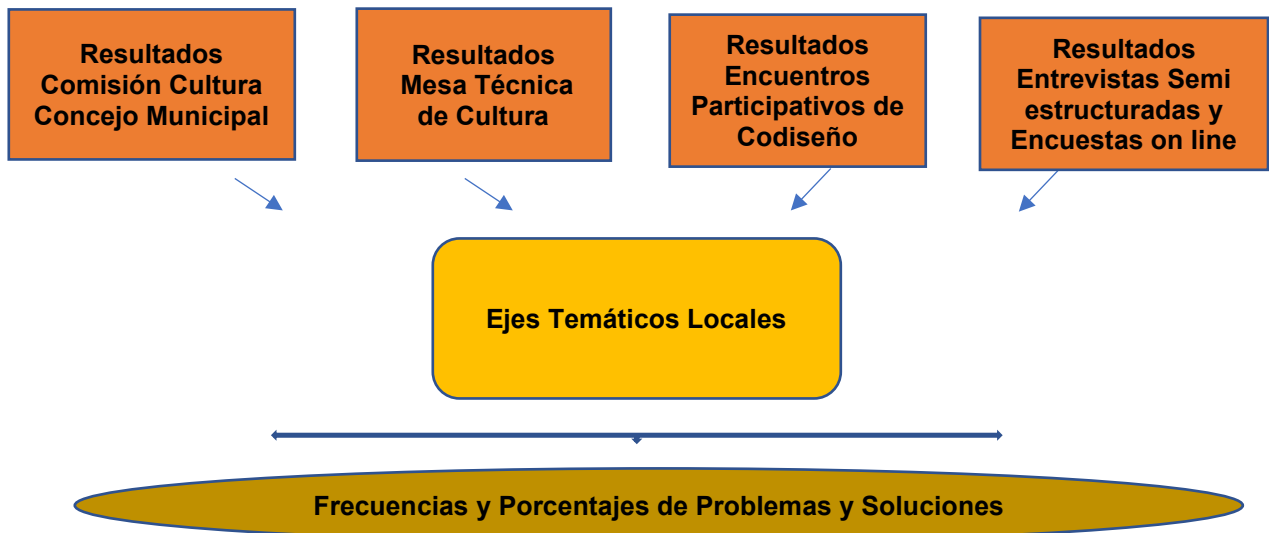 Resultados
Comisión Cultura
Concejo Municipal
Resultados
Mesa Técnica
de Cultura
Resultados
Encuentros
Participativos de
Codiseño
Resultados
Entrevistas Semi
estructuradas y
Encuestas on line
Ejes Temáticos Locales
Frecuencias y Porcentajes de Problemas y Soluciones